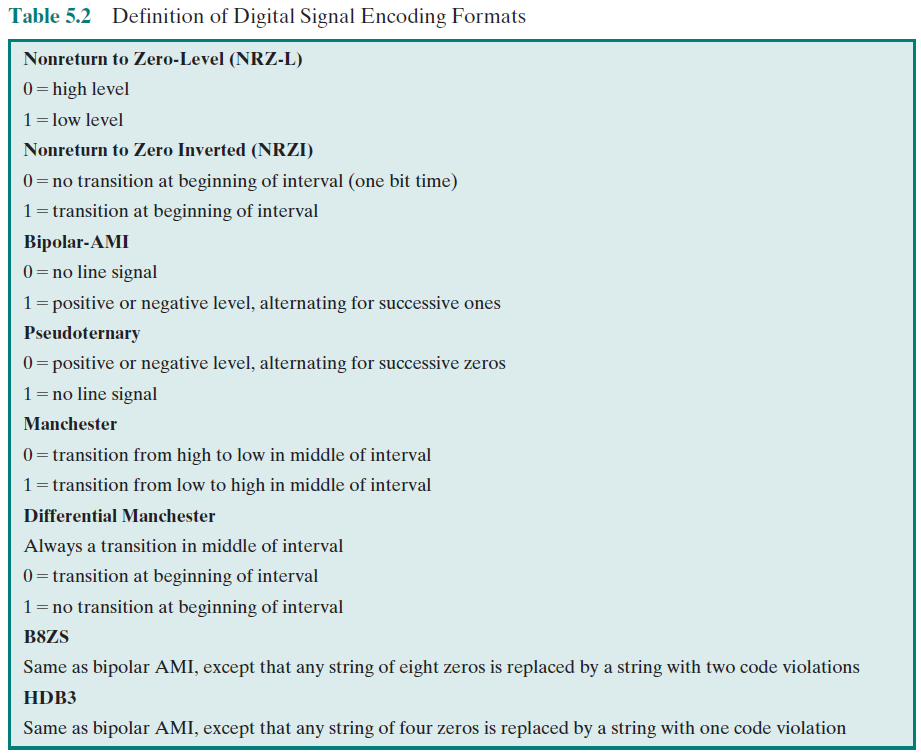 Table 5.2 Definition of Digital Signal Encoding Formats
Nonreturn to Zero-Level (NRZ-L)
0 = high level
1 = low level
Nonreturn to Zero Inverted (NRZI)
0 = no transition at beginning of interval (one bit time)
1 = transition at beginning of interval
Bipolar-AMI
0 = no line signal
1 = positive or negative level, alternating for successive ones
Pseudoternary
0 = positive or negative level, alternating for successive zeros
1 = no line signal
Manchester
0 = transition from high to low in middle of interval
1 = transition from low to high in middle of interval
Differential Manchester
Always a transition in middle of interval
0 = transition at beginning of interval
1 = no transition at beginning of interval
B8ZS
Same as bipolar AMI, except that any string of eight zeros is replaced by a string with two code violations
HDB3
Same as bipolar AMI, except that any string of four zeros is replaced by a string with one code violation